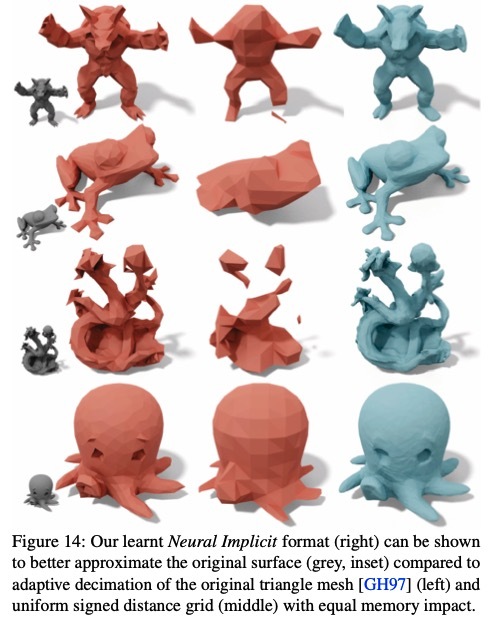 Figure 14: Our learnt Neural Implicit format (right) can be shown
to better approximate the original surface (grey, inset) compared to
adaptive decimation of the original triangle mesh [GH97] (left) and
uniform signed distance grid (middle) with equal memory impact.